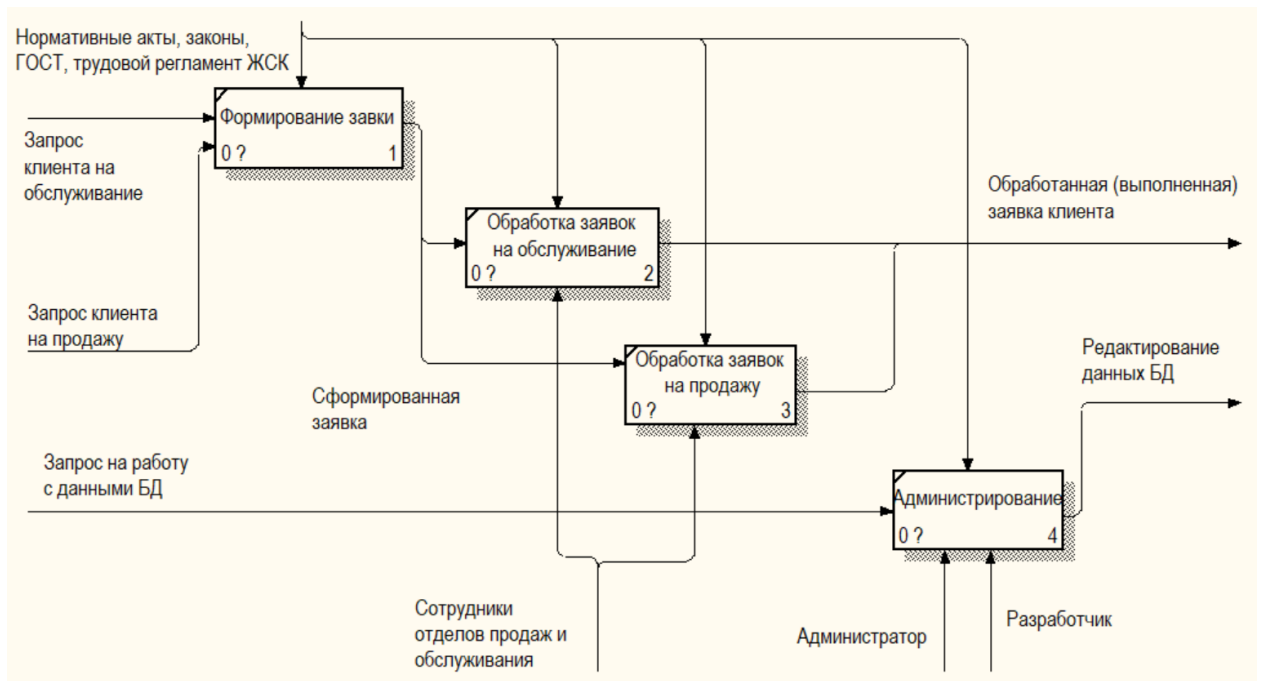 Нормативные акты, законы,
ГОСТ, трудовой регламент ЖСК
Формирование завки
0 ?
1
Запрос
клиента на
обслуживание
Обработка заявок
на обслуживание
0 ?
2
Обработанная (выполненная)
заявка клиента
Запрос клиента
на продажу
Обработка заявок
на продажу
0 ?
3
Редактирование
данных БД
Сформированная
заявка
Запрос на работу
с данными БД
Администрирование
0 ?
4
Сотрудники
отделов продаж и
обслуживания
Администратор
Разработчик